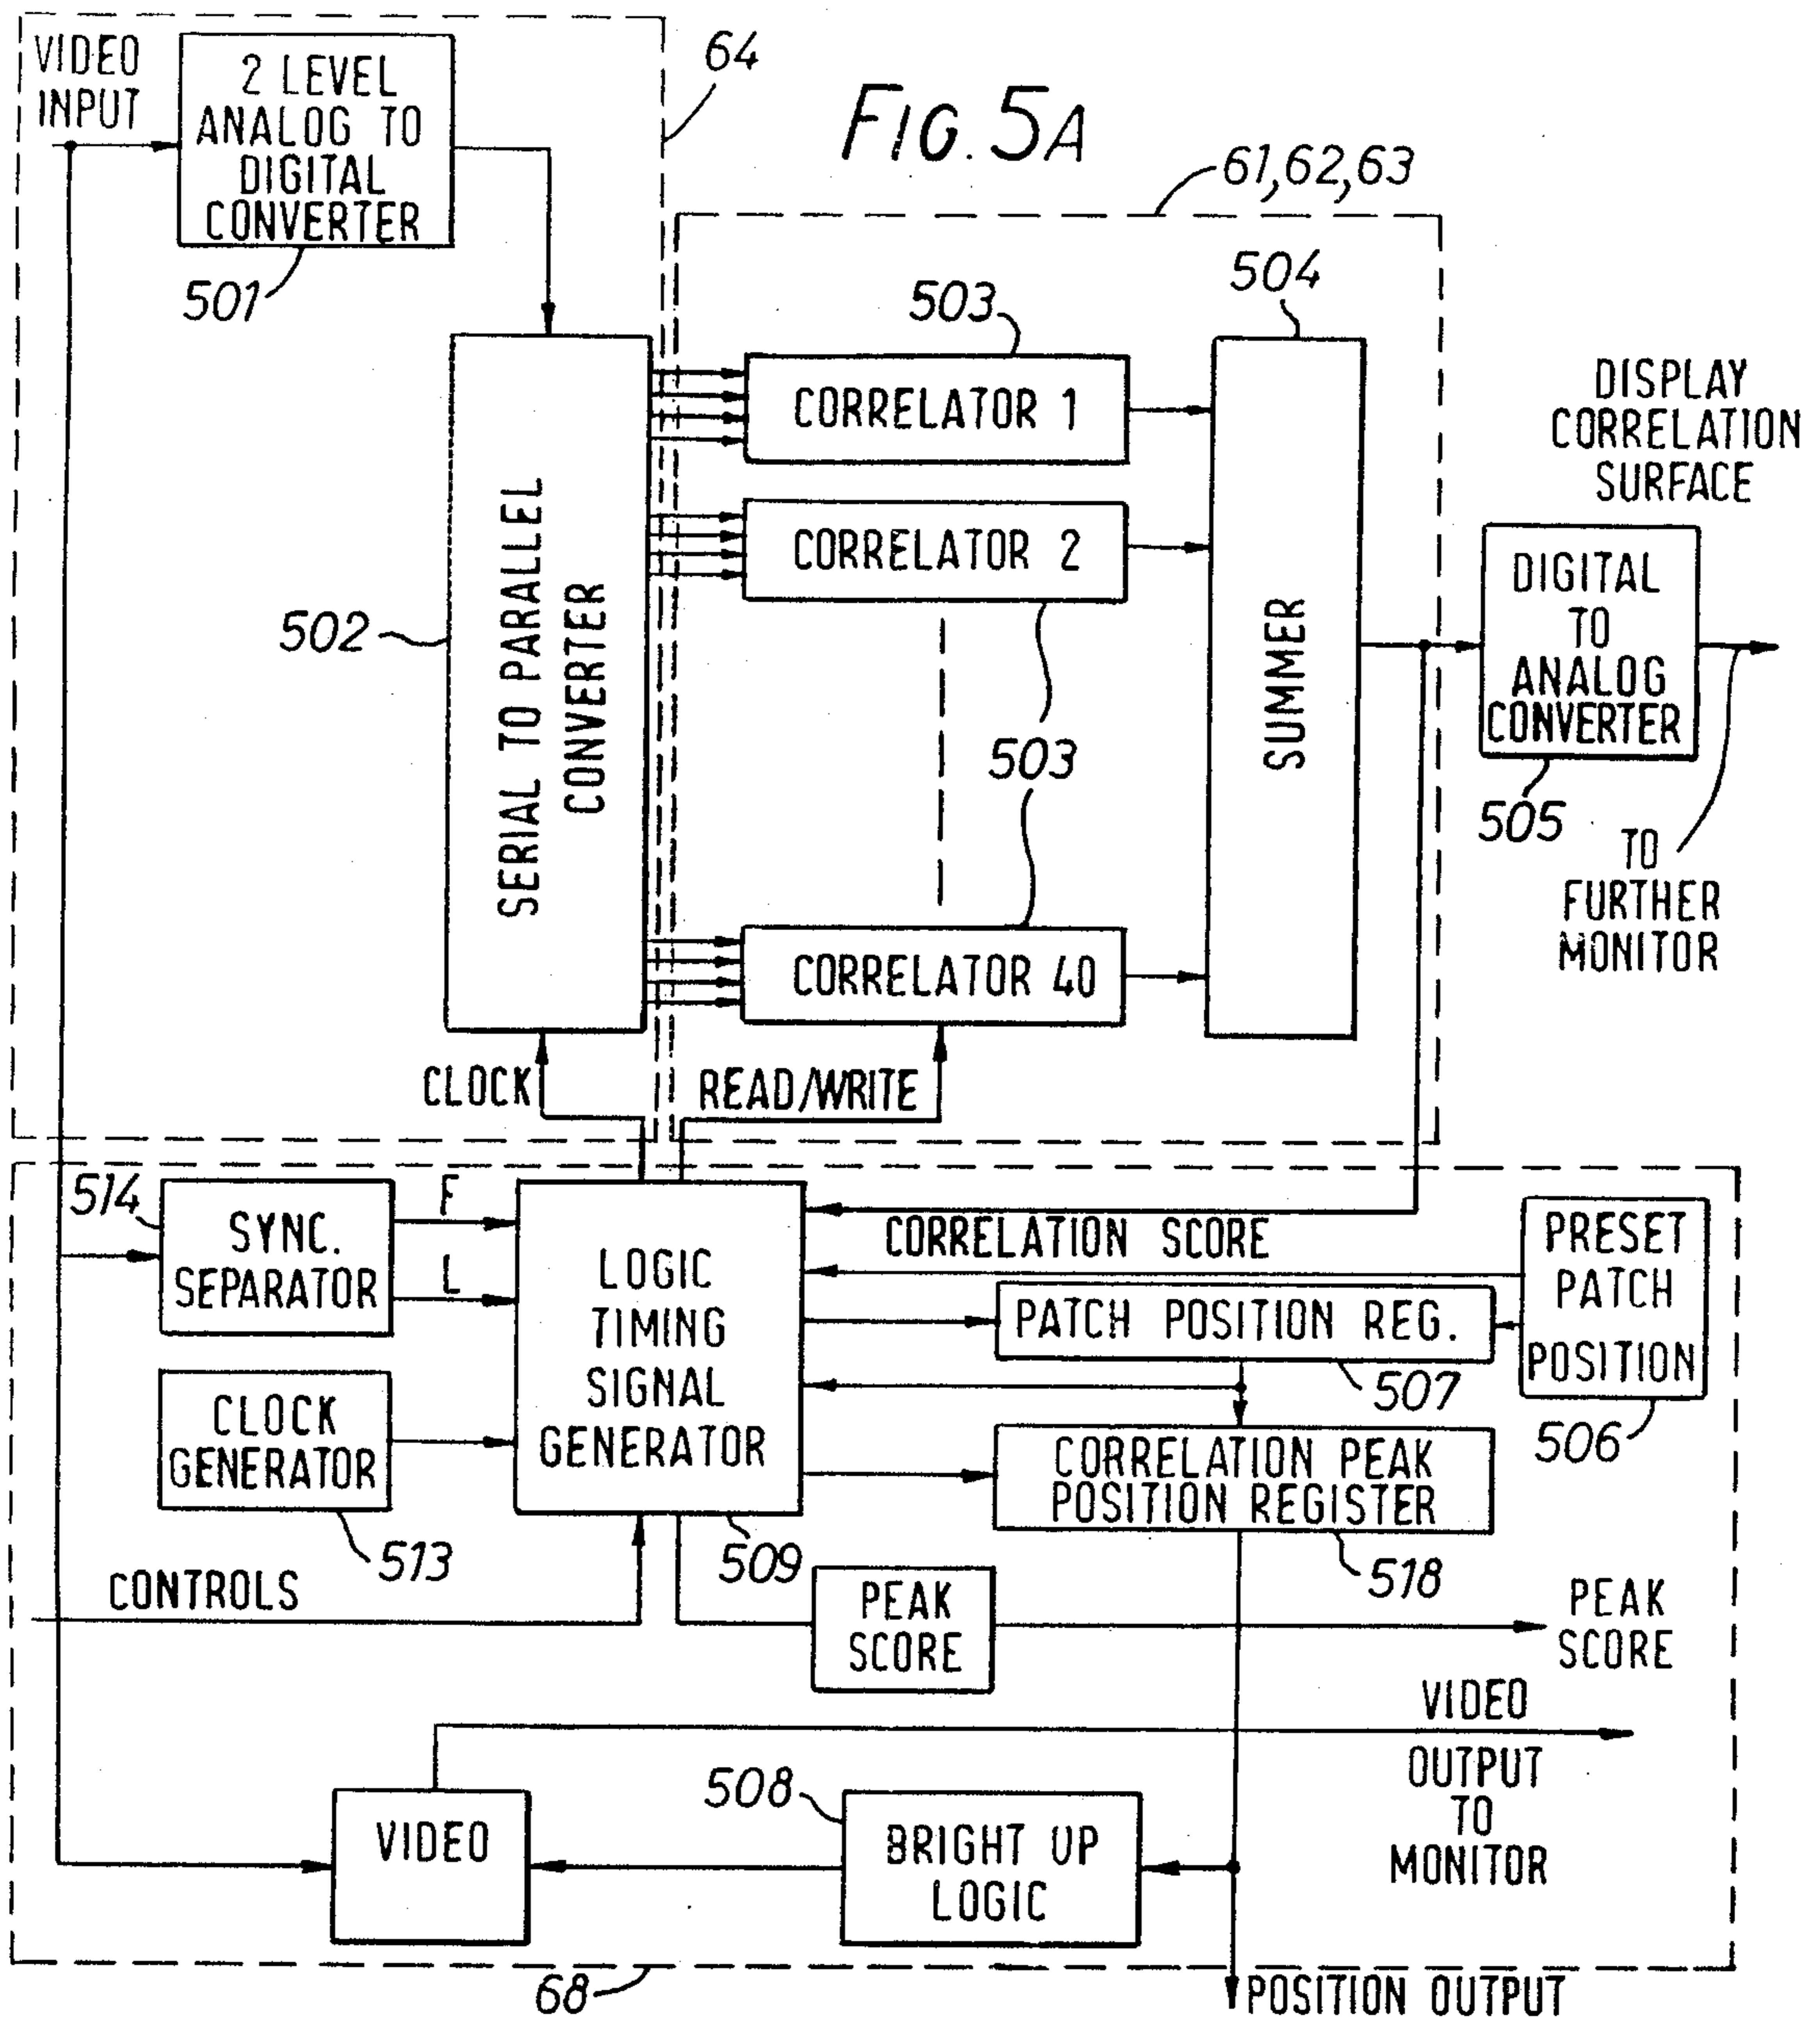 FIG. 5A
VIDEO
INPUT
2 LEVEL
ANALOG TO
DIGITAL
CONVERTER
501
64
61, 62, 63
502
SERIAL TO PARALLEL
CONVERTER
503
CORRELATOR 1
CORRELATOR 2
503
CORRELATOR 40
504
SUMMER
DISPLAY
CORRELATION
SURFACE
DIGITAL
TO
ANALOG
CONVERTER
505
TO
FURTHER
MONITOR
CLOCK
READ/WRITE
514
SYNC.
SEPARATOR
F
L
LOGIC
TIMING
SIGNAL
GENERATOR
509
CORRELATION SCORE
PRESET
PATCH
POSITION
506
PATCH POSITION REG.
507
CLOCK
GENERATOR
513
CORRELATION PEAK
POSITION REGISTER
518
CONTROLS
PEAK
SCORE
PEAK
SCORE
VIDEO
OUTPUT
TO
MONITOR
VIDEO
508
BRIGHT UP
LOGIC
68
POSITION OUTPUT